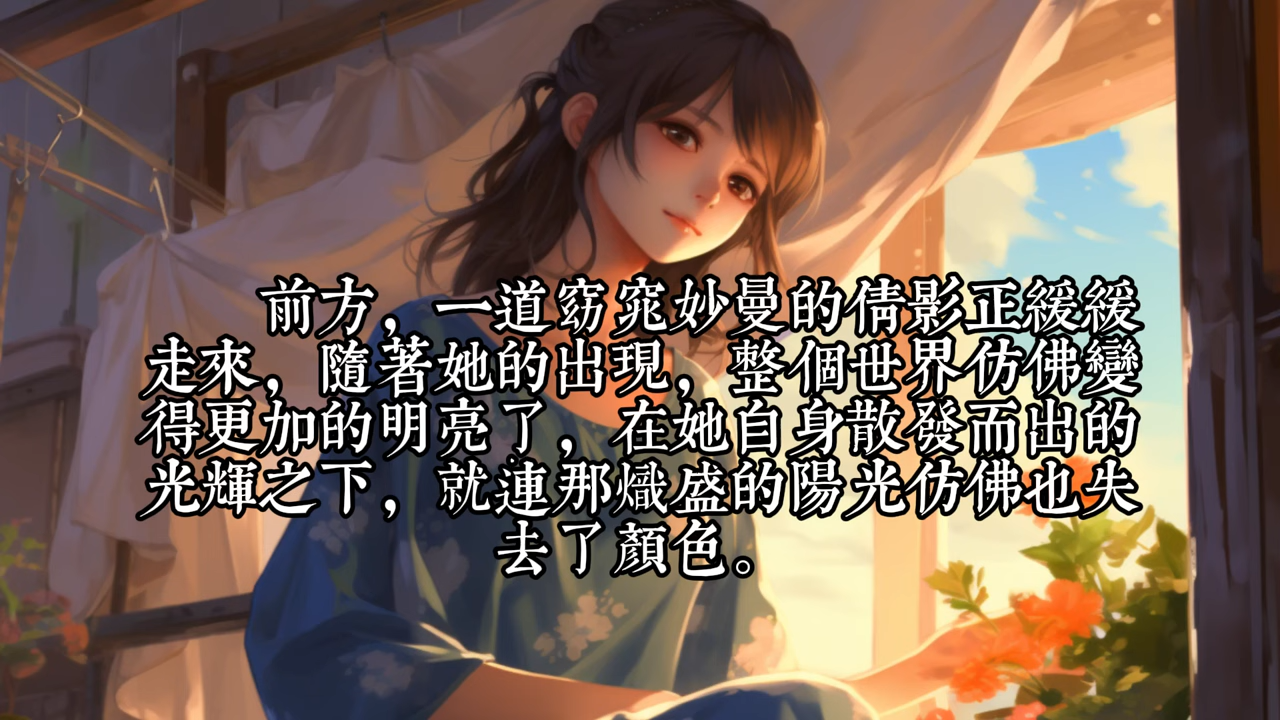 前方，一道窈窕妙曼的倩影正緩緩
走來，隨著她的出現，整個世界仿佛變
得更加的明亮了，在她自身散發而出的
光輝之下，就連那熾盛的陽光仿佛也失
去了顏色。